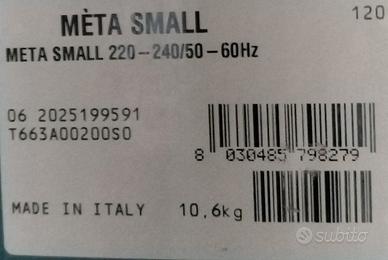 120
MÈTA SMALL
META SMALL 220-240/50-60Hz
06 2025199591
T663A00200S0
8 030485 798279
MADE IN ITALY 10,6kg
subito